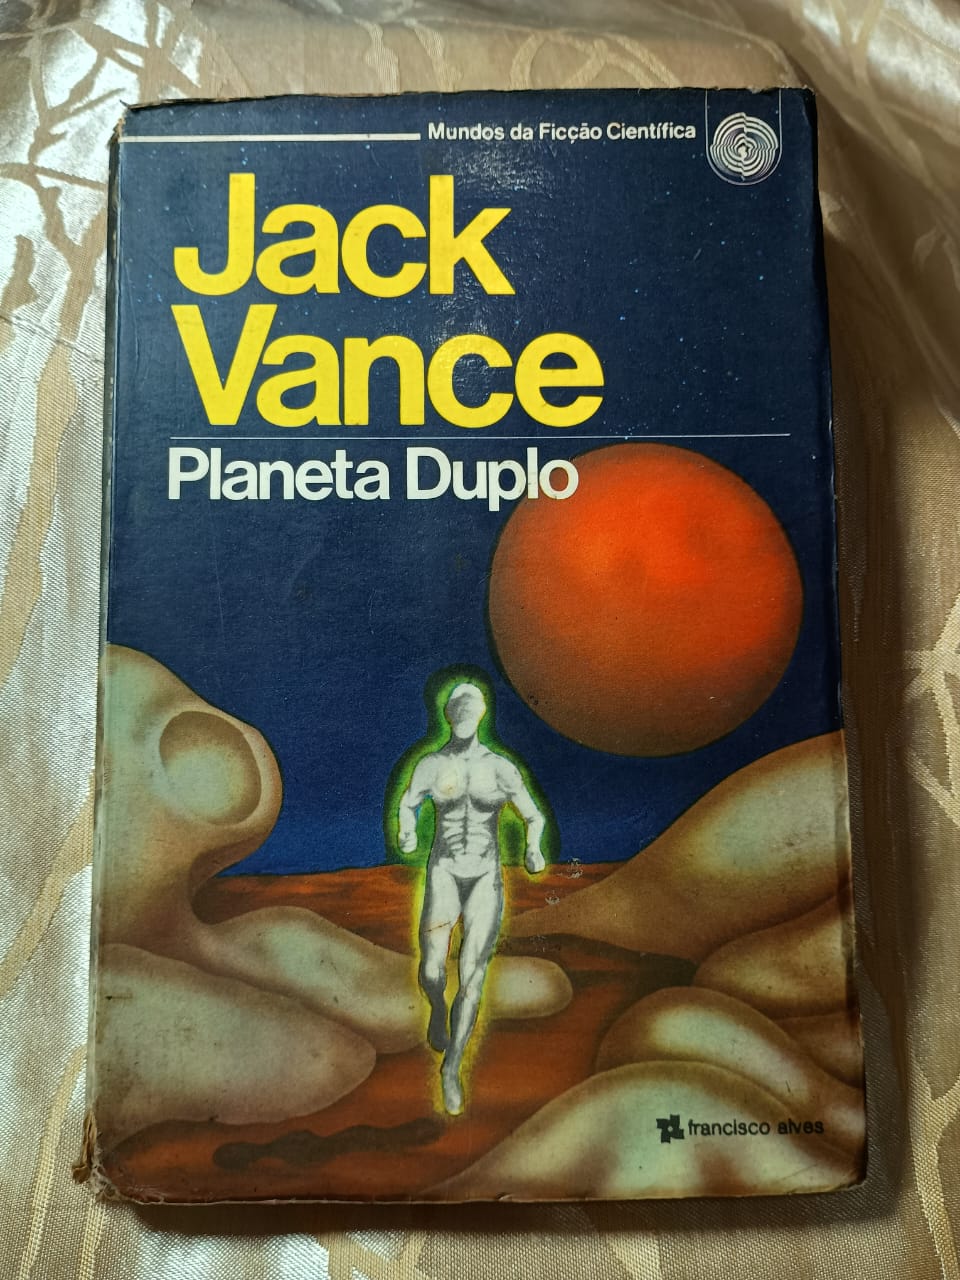 Mundos da Ficção Científica
Jack
Vance
Planeta Duplo
francisco alves